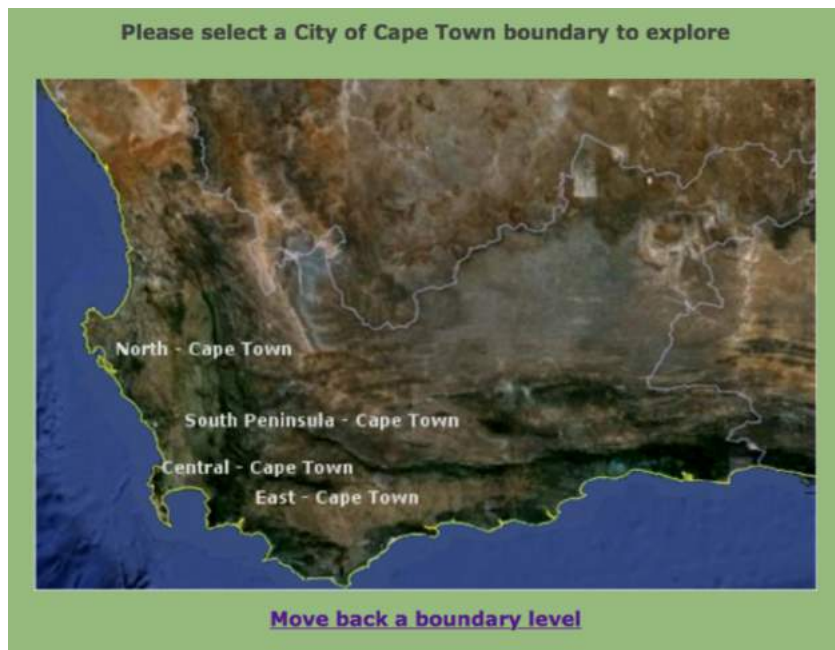 Please select a City of Cape Town boundary to explore
North - Cape Town
South Peninsula - Cape Town
Central - Cape Town
East - Cape Town
Move back a boundary level